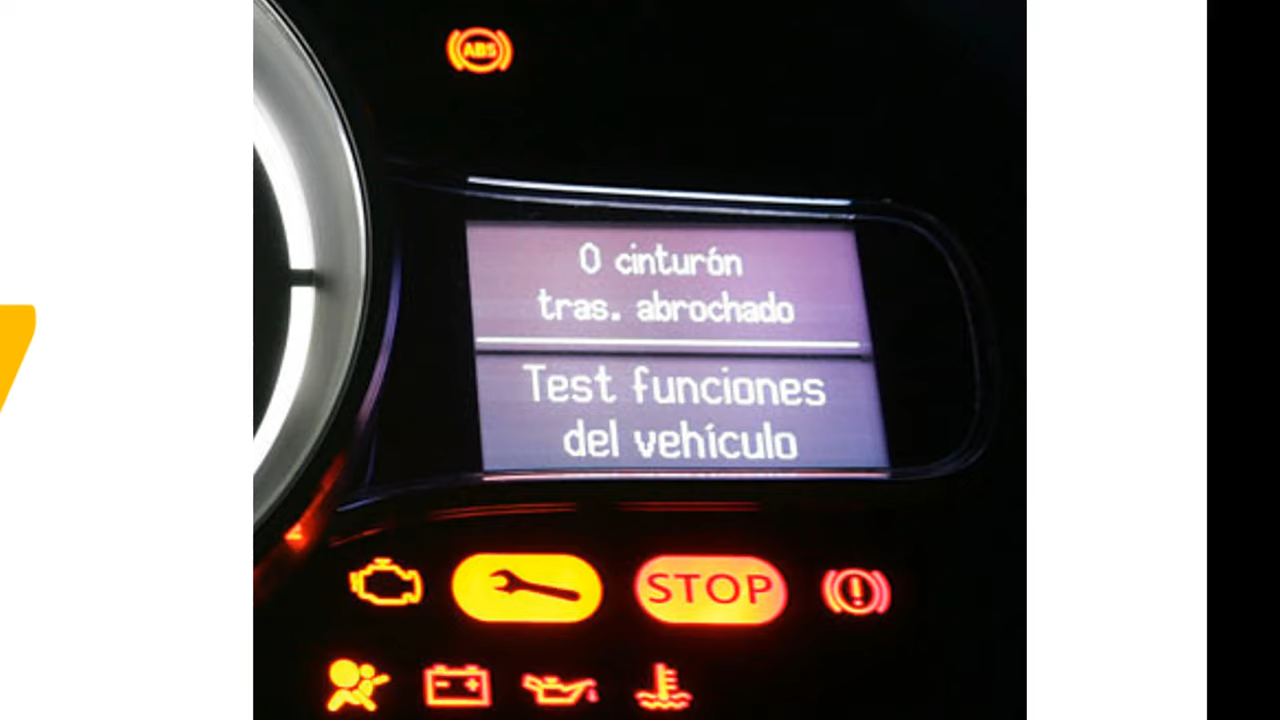 ABS
0 cinturón
tras. abrochado
Test funciones
del vehículo
STOP